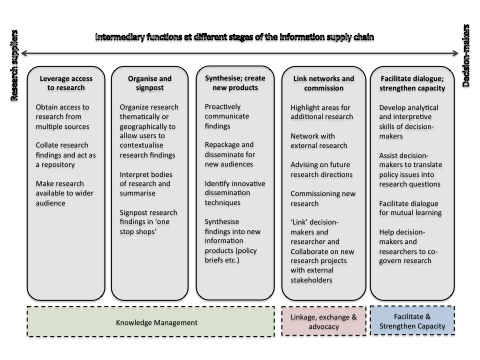 Intermediary functions at different stages of the information supply chain
Research suppliers
Decision-makers
Leverage access
to research
Obtain access to
research from
multiple sources
Collate research
findings and act as
a repository
Make research
available to wider
audience
Organise and
signpost
Organize research
thematically or
geographically to
allow users to
contextualise
research findings
Interpret bodies
of research and
summarise
Signpost research
findings in ‘one
stop shops’
Synthesise; create
new products
Proactively
communicate
findings
Repackage and
disseminate for
new audiences
Identify innovative
dissemination
techniques
Synthesise
findings into new
information
products (policy
briefs etc.)
Link networks and
commission
Highlight areas for
additional research
Network with
external research
Advising on future
research directions
Commissioning new
research
‘Link’ decision-
makers and
researcher and
Collaborate on new
research projects
with external
stakeholders
Facilitate dialogue;
strengthen capacity
Develop analytical
and interpretive
skills of decision-
makers
Assist decision-
makers to translate
policy issues into
research questions
Facilitate dialogue
for mutual learning
Help decision-
makers and
researchers to co-
govern research
Knowledge Management
Linkage, exchange &
advocacy
Facilitate &
Strengthen Capacity